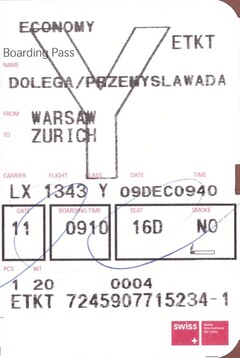 ECONOMY
Y
ETKT
Boarding Pass
NAME
DOLEGA/PRZEMYSLAWADA
FROM WARSAW
TO ZURICH
CARRIER FLIGHT CLASS DATE TIME
LX 1343 Y 09DEC0940
GATE BOARDING TIME SEAT SMOKE
11 0910 16D NO
PCS WT
1 20 0004
ETKT 7245907715234-1
swiss